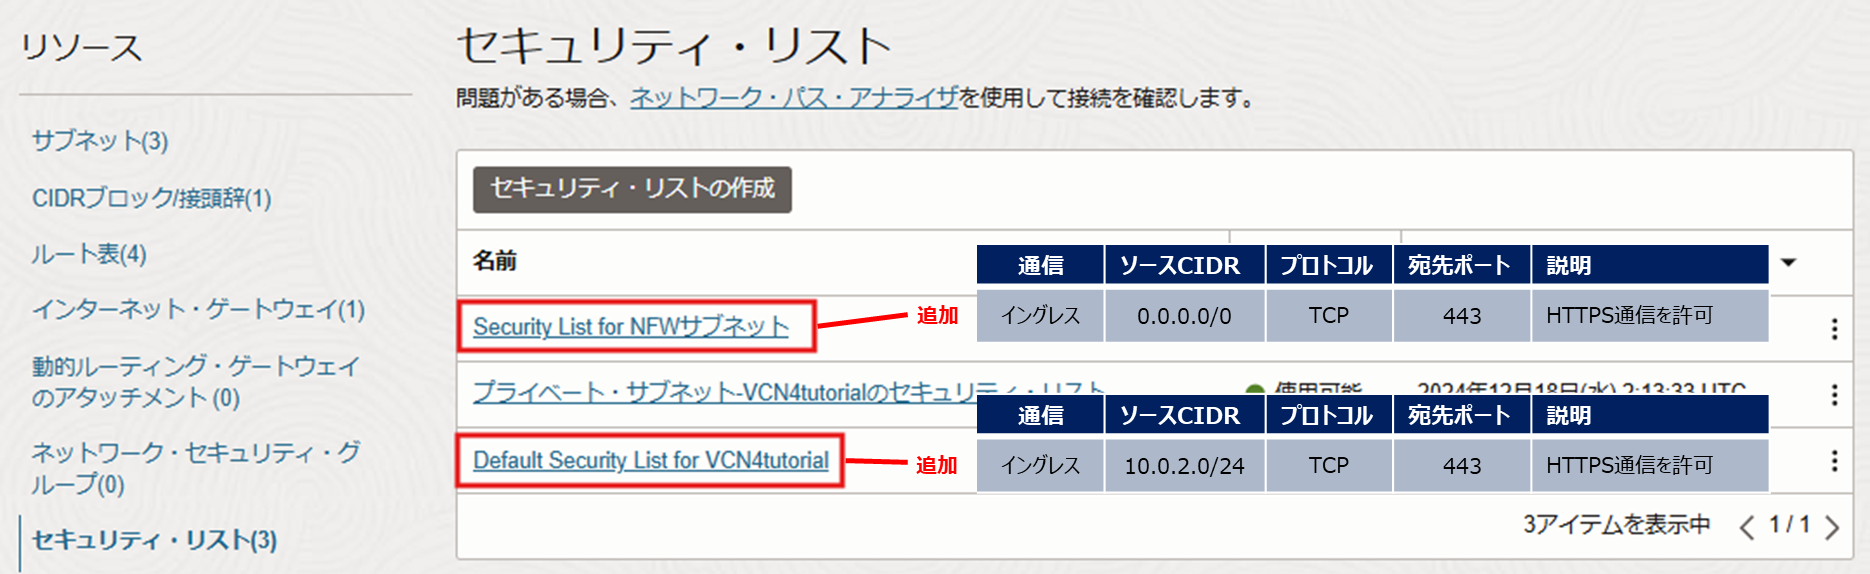 リソース
サブネット(3)
CIDRブロック/接頭辞(1)
ルート表(4)
インターネット・ゲートウェイ(1)
動的ルーティング・ゲートウェイ
のアタッチメント (0)
ネットワーク・セキュリティ・グ
ループ(0)
セキュリティ・リスト(3)
セキュリティ・リスト
問題がある場合、ネットワーク・パス・アナライザを使用して接続を確認します。
セキュリティ・リストの作成
名前
通信 ソースCIDR プロトコル 宛先ポート 説明
Security List for NFWサブネット 追加 イングレス 0.0.0.0/0 TCP 443 HTTPS通信を許可
プライベート・サブネット-VCN4tutorialのセキュリティ・リスト 使用可能 2024年12月18日(水) 2:13:33 UTC
通信 ソースCIDR プロトコル 宛先ポート 説明
Default Security List for VCN4tutorial 追加 イングレス 10.0.2.0/24 TCP 443 HTTPS通信を許可
3アイテムを表示中 < 1 / 1 >